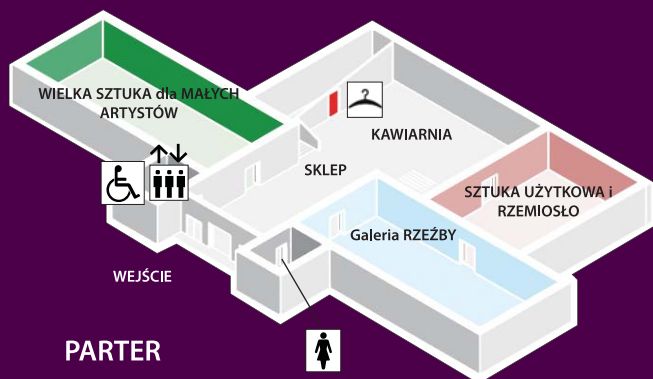 WIELKA SZTUKA dla MAŁYCH
ARTYSTÓW
KAWIARNIA
SKLEP
SZTUKA UŻYTKOWA i
RZEMIOSŁO
Galeria RZEŹBY
WEJŚCIE
PARTER